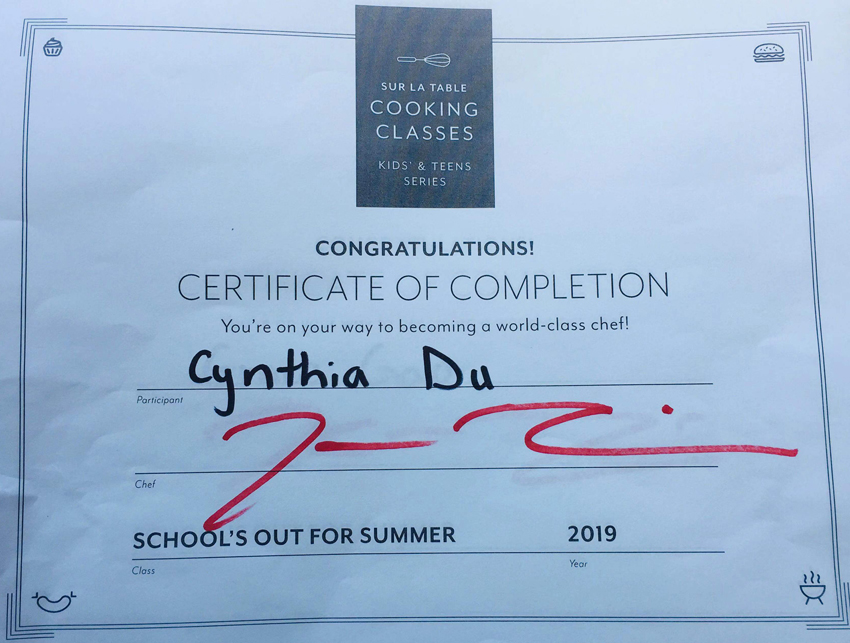 SUR LA TABLE
COOKING
CLASSES
KIDS' & TEENS
SERIES
CONGRATULATIONS!
CERTIFICATE OF COMPLETION
You're on your way to becoming a world-class chef!
Cynthia Du
Participant
Chef
SCHOOL'S OUT FOR SUMMER 2019
Class Year